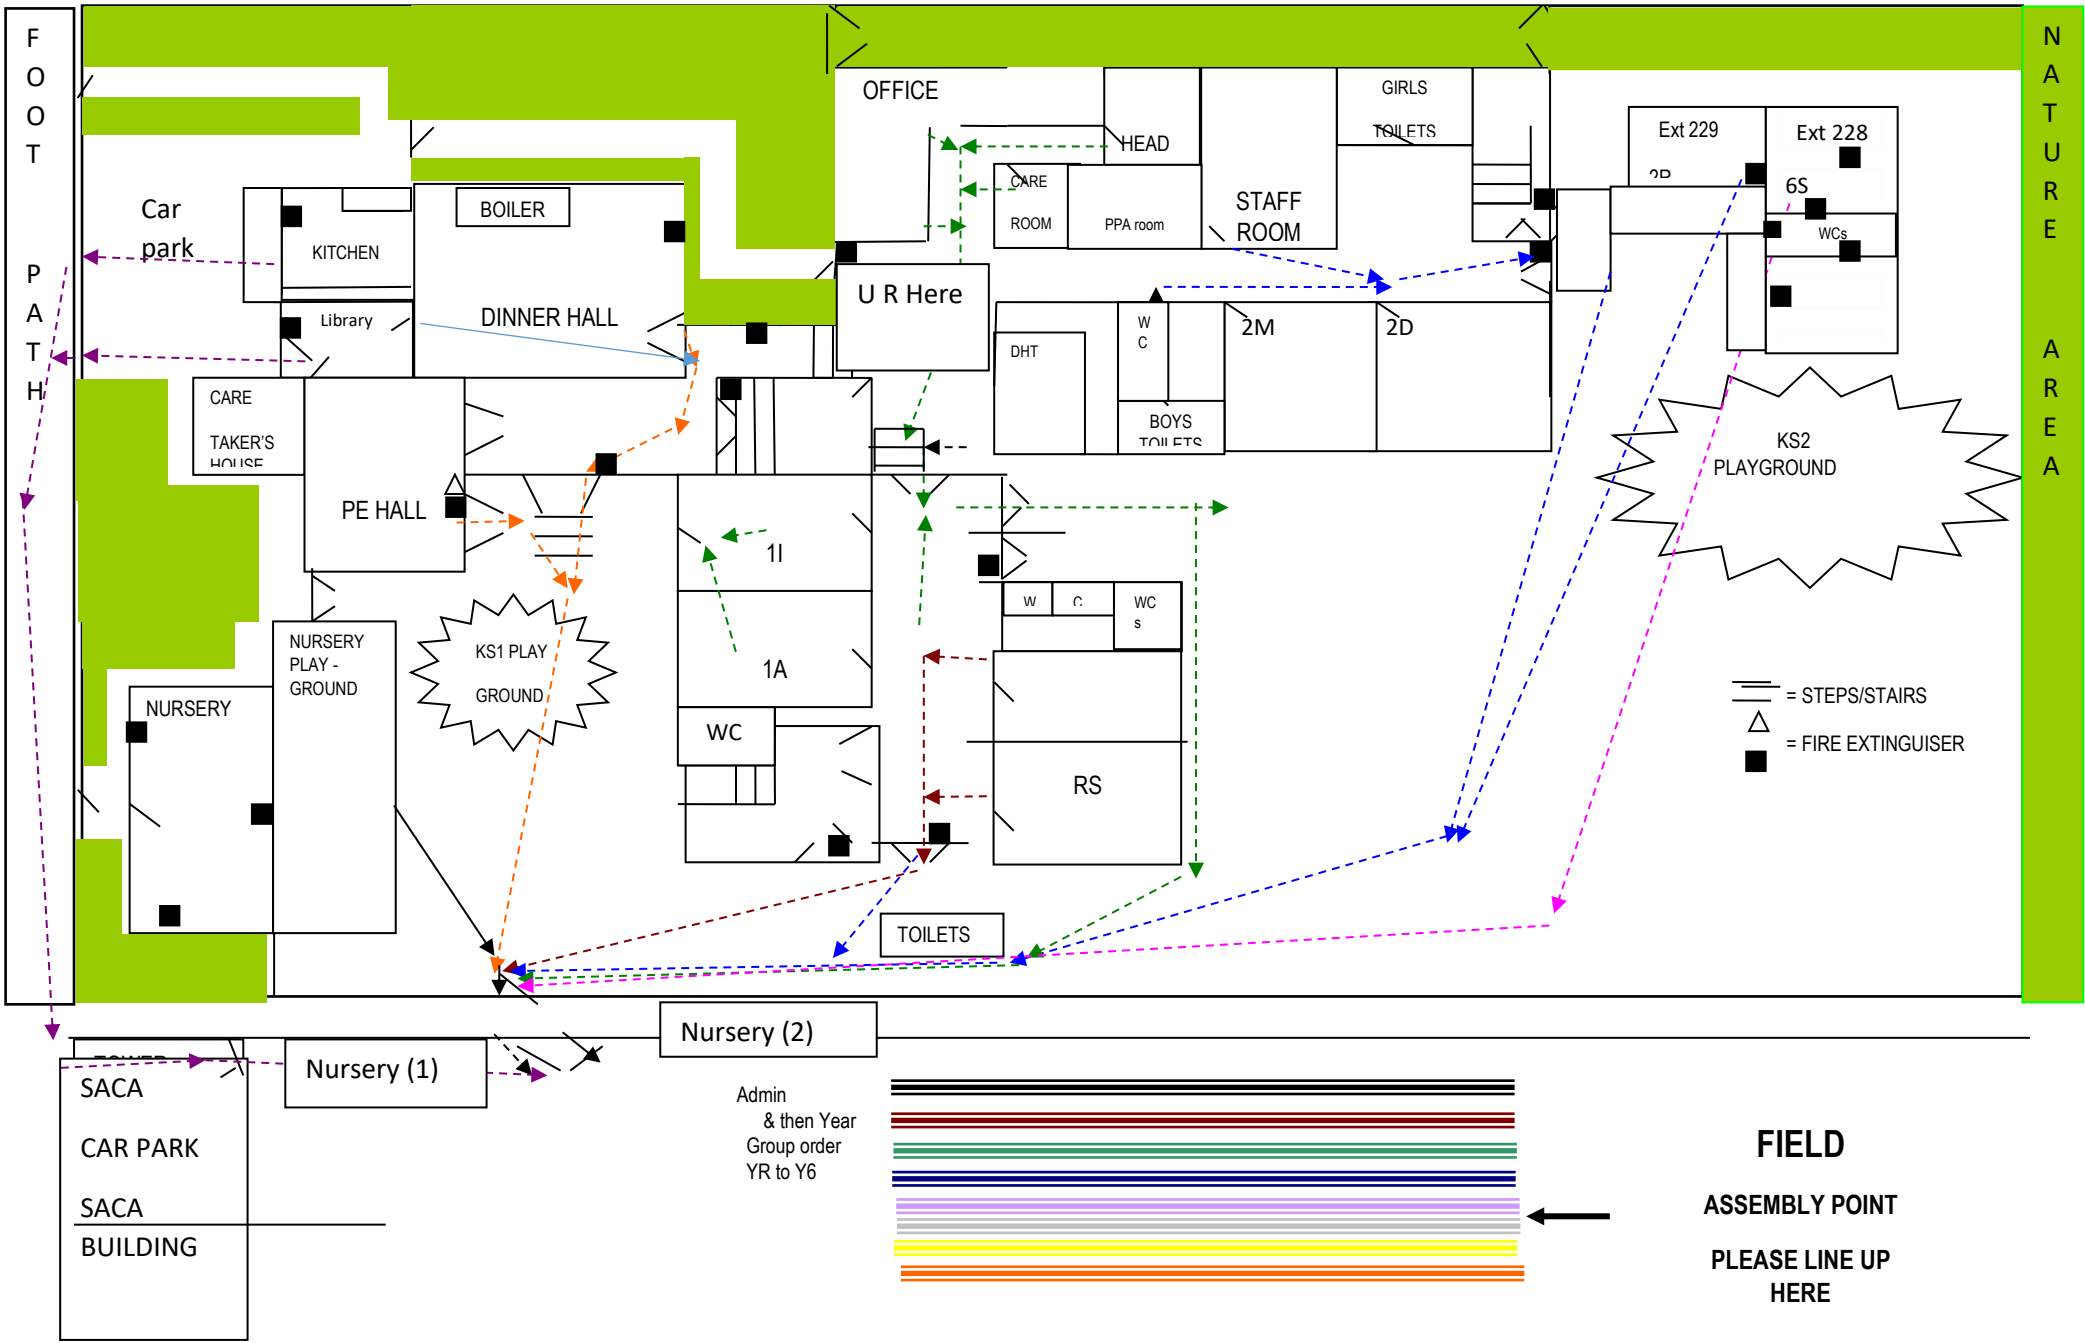 FOOT PATH
NATURE AREA
OFFICE
GIRLS
TOILETS
HEAD
Ext 229
Ext 228
6S
WCs
CARE
ROOM
PPA room
STAFF
ROOM
Car
park
BOILER
KITCHEN
Library
DINNER HALL
U R Here
DHT
W
C
2M
2D
BOYS
TOILETS
CARE
TAKER'S
HOUSE
PE HALL
KS2
PLAYGROUND
1I
1A
W
C
WC
s
NURSERY
PLAY -
GROUND
KS1 PLAY
GROUND
NURSERY
WC
RS
= STEPS/STAIRS
= FIRE EXTINGUISER
TOILETS
Nursery (2)
Nursery (1)
SACA
CAR PARK
SACA
BUILDING
Admin
& then Year
Group order
YR to Y6
FIELD
ASSEMBLY POINT
PLEASE LINE UP
HERE